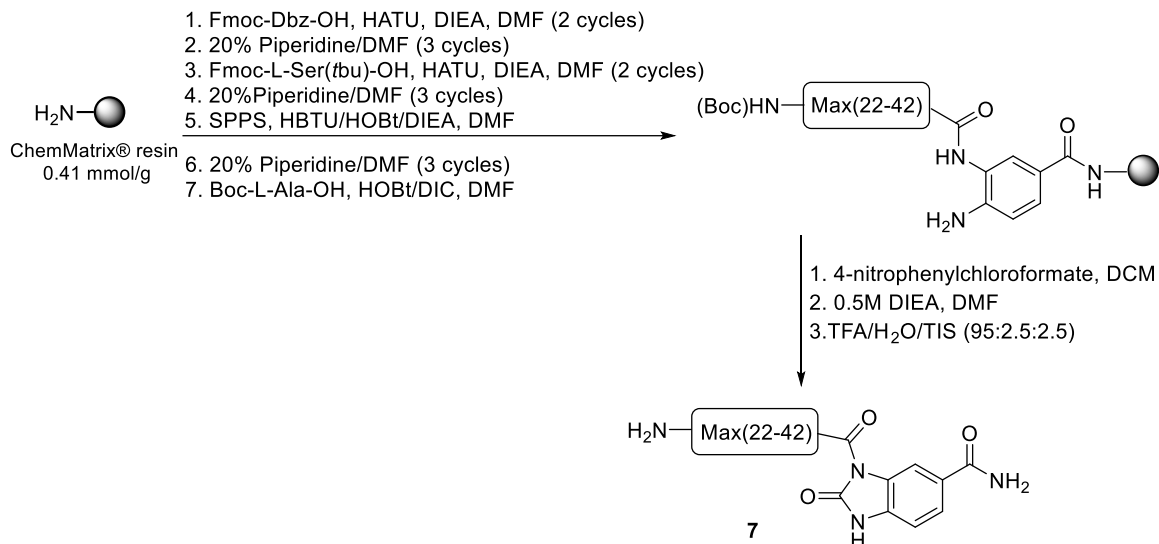 1. Fmoc-Dbz-OH, HATU, DIEA, DMF (2 cycles)
2. 20% Piperidine/DMF (3 cycles)
3. Fmoc-L-Ser(tbu)-OH, HATU, DIEA, DMF (2 cycles)
4. 20%Piperidine/DMF (3 cycles)
5. SPPS, HBTU/HOBt/DIEA, DMF
6. 20% Piperidine/DMF (3 cycles)
7. Boc-L-Ala-OH, HOBt/DIC, DMF
H2N
ChemMatrix® resin
0.41 mmol/g
(Boc)HN Max(22-42)
O
O
HN
N
H
H2N
1. 4-nitrophenylchloroformate, DCM
2. 0.5M DIEA, DMF
3.TFA/H2O/TIS (95:2.5:2.5)
H2N Max(22-42)
O
O
N
NH2
O
N
H
7